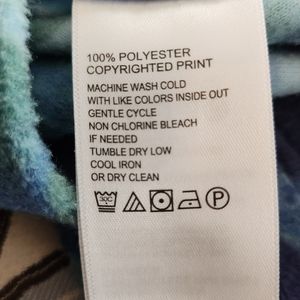 100% POLYESTER
COPYRIGHTED PRINT
MACHINE WASH COLD
WITH LIKE COLORS INSIDE OUT
GENTLE CYCLE
NON CHLORINE BLEACH
IF NEEDED
TUMBLE DRY LOW
COOL IRON
OR DRY CLEAN
30C
P